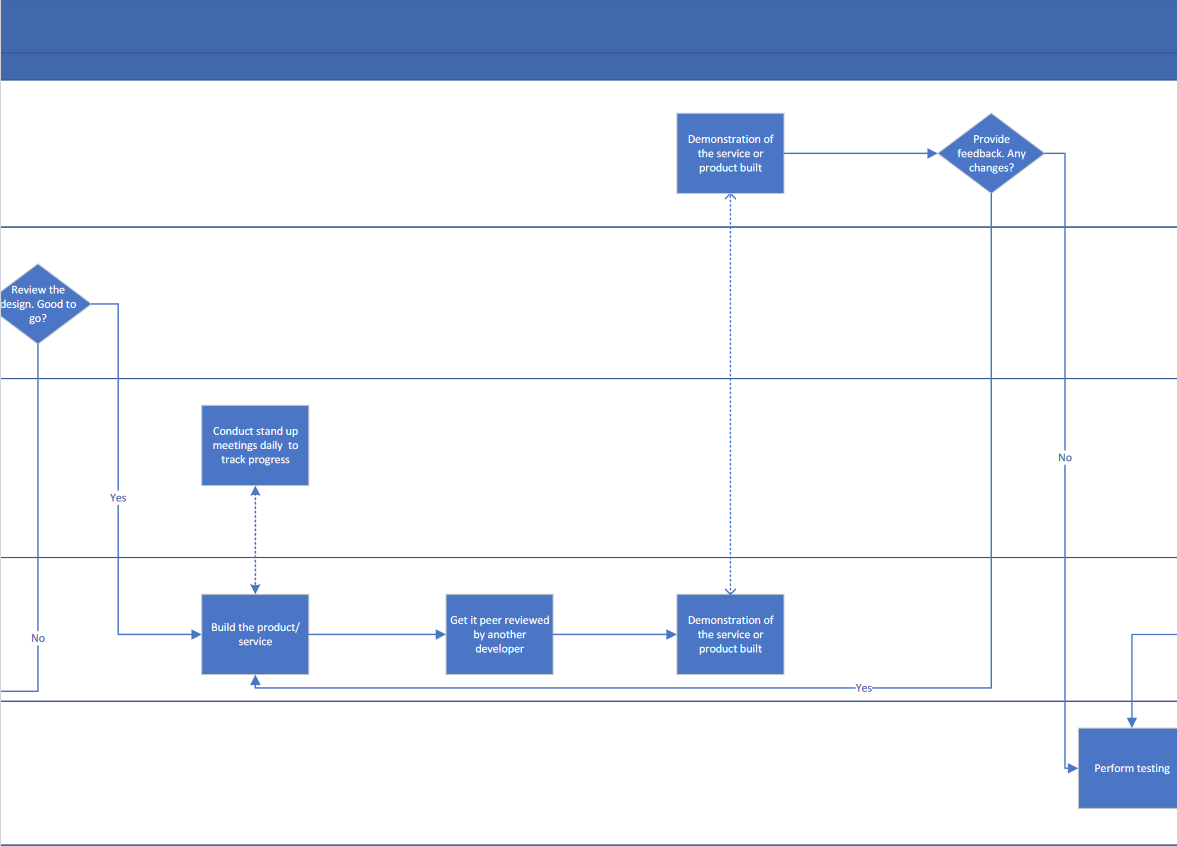 Demonstration of
the service or
product built
Provide
feedback. Any
changes?
Review the
design. Good to
go?
Conduct stand up
meetings daily to
track progress
No
Yes
Build the product/
service
Get it peer reviewed
by another
developer
Demonstration of
the service or
product built
No
Yes
Perform testing